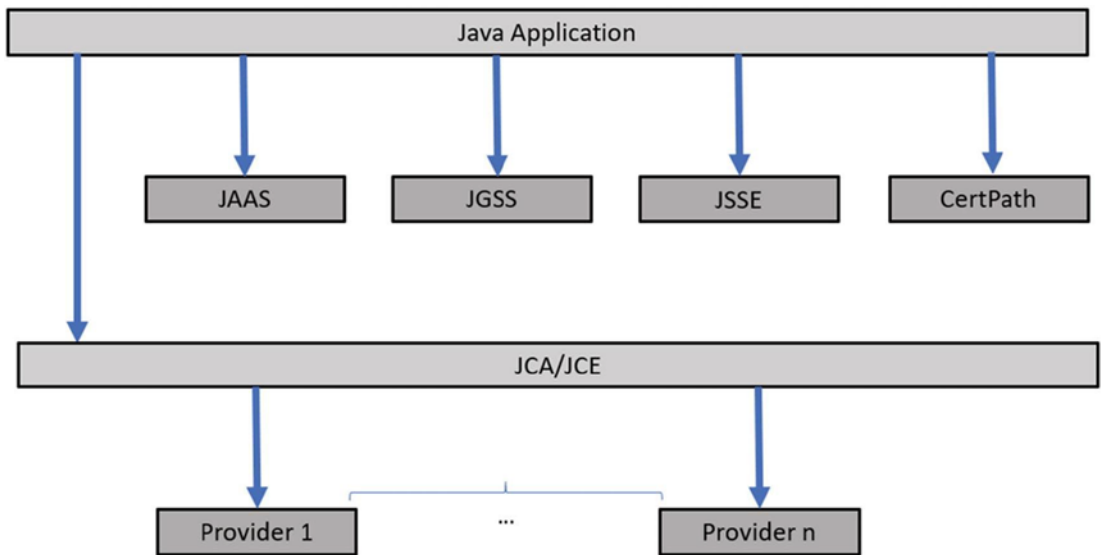 Java Application
JAAS
JGSS
JSSE
CertPath
JCA/JCE
Provider 1
...
Provider n